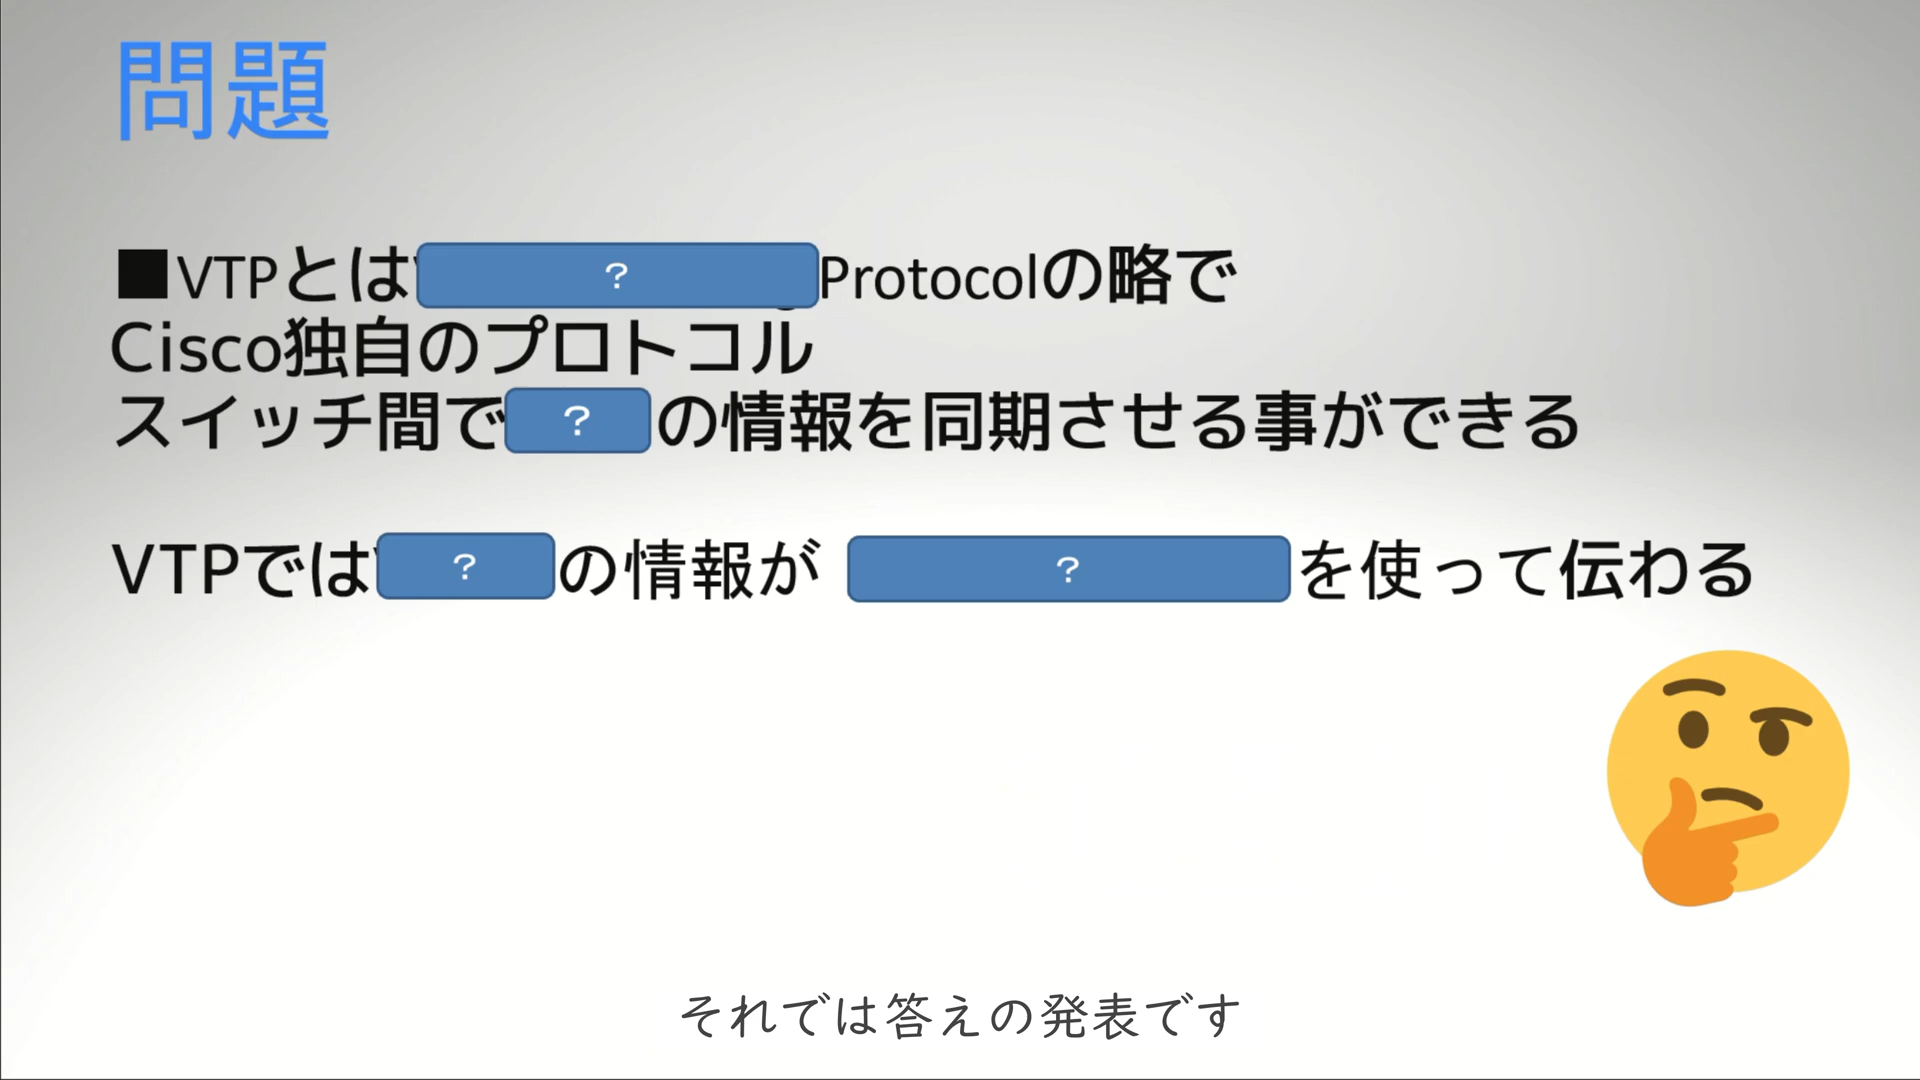 問題
■VTPとは ? Protocolの略で
Cisco独自のプロトコル
スイッチ間で ? の情報を同期させる事ができる
VTPでは ? の情報が ? を使って伝わる
それでは答えの発表です